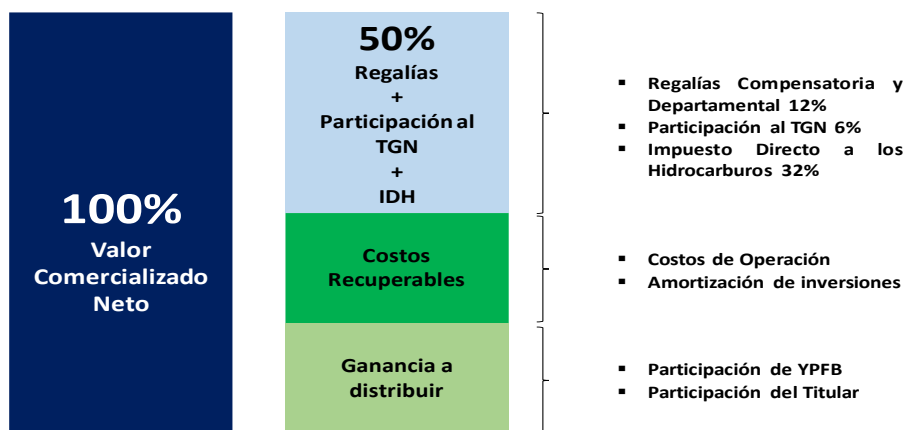 100%
Valor
Comercializado
Neto
50%
Regalías
+
Participación al
TGN
+
IDH
Costos
Recuperables
Ganancia a
distribuir
▪ Regalías Compensatoria y
Departamental 12%
▪ Participación al TGN 6%
▪ Impuesto Directo a los
Hidrocarburos 32%
▪ Costos de Operación
▪ Amortización de inversiones
▪ Participación de YPFB
▪ Participación del Titular